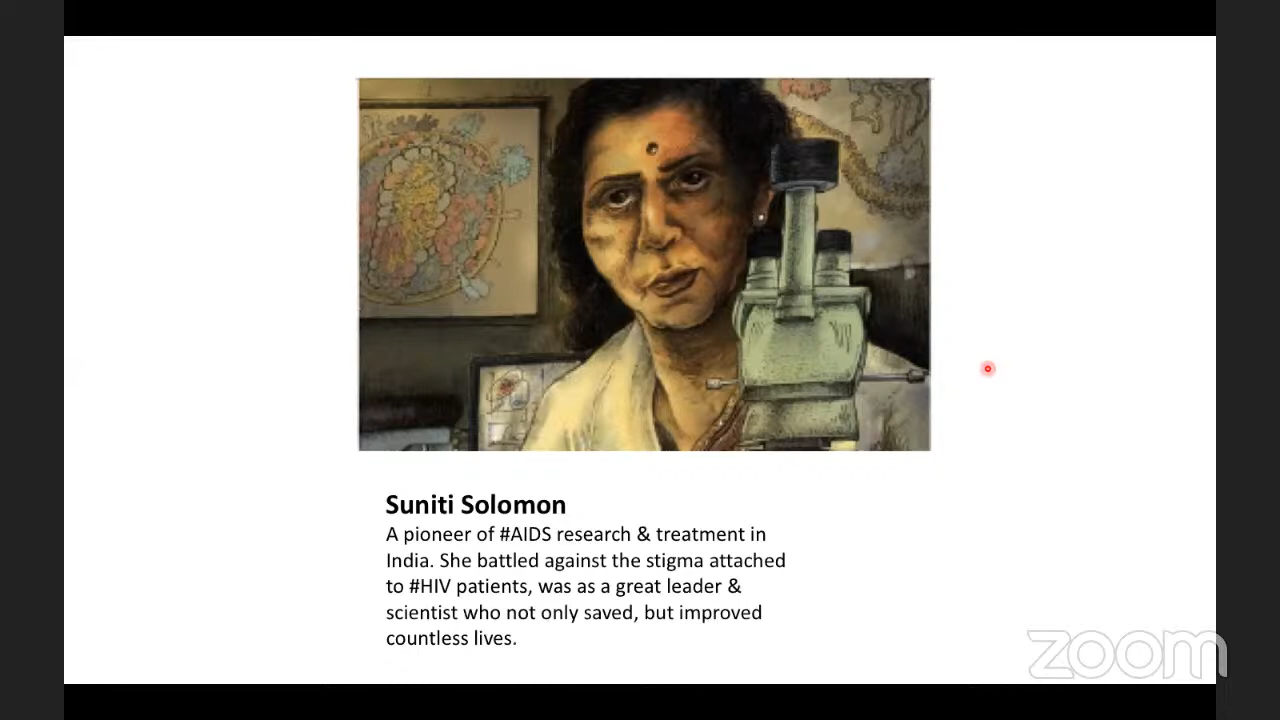 Suniti Solomon
A pioneer of #AIDS research & treatment in
India. She battled against the stigma attached
to #HIV patients, was as a great leader &
scientist who not only saved, but improved
countless lives.
zoom